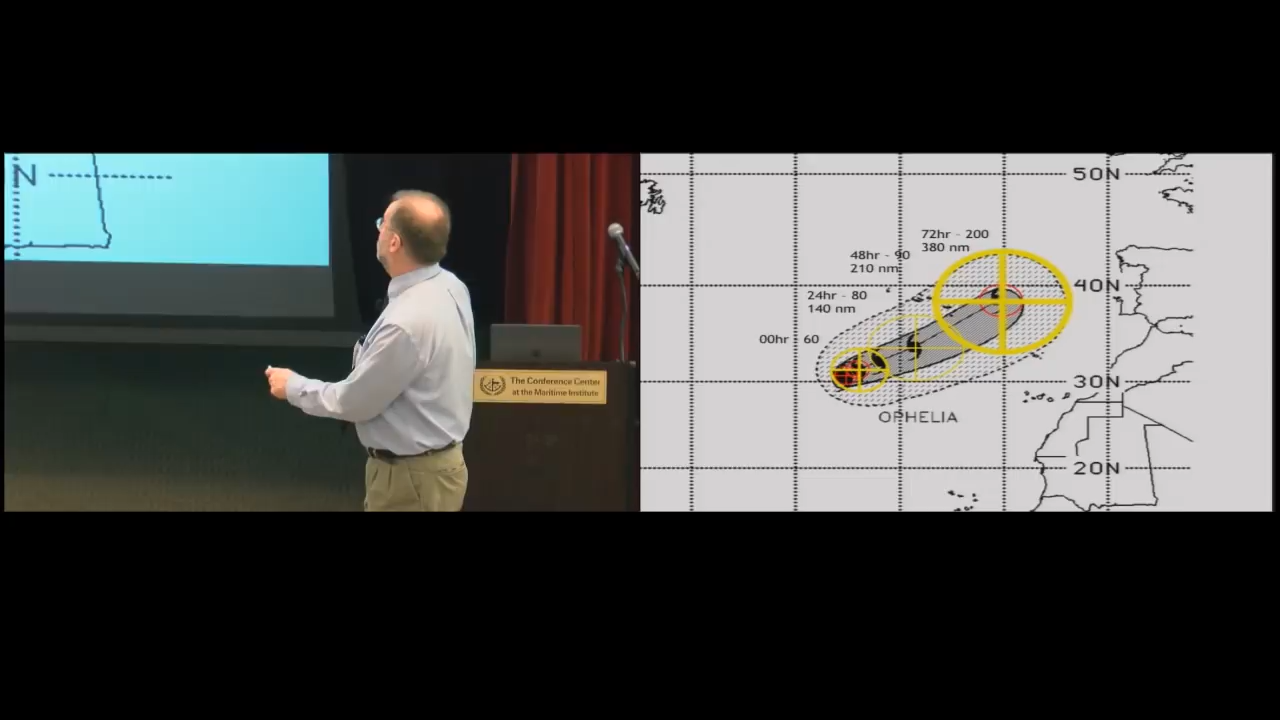 N
The Conference Center
at the Maritime Institute
50N
72hr - 200
380 nm
48hr - 90
210 nm
40N
24hr - 80
140 nm
00hr - 60
30N
OPHELIA
20N